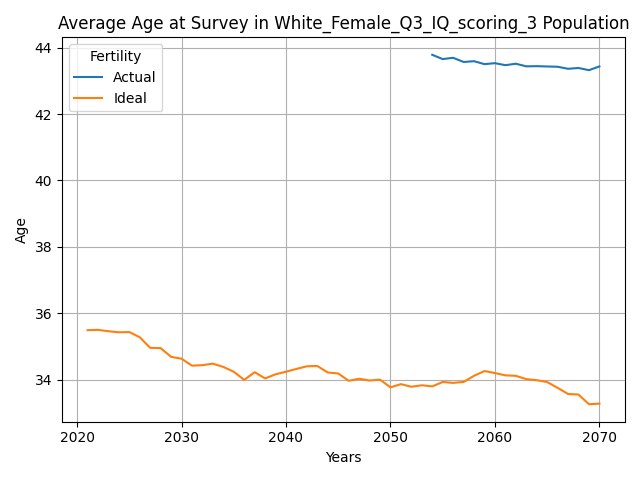 Average Age at Survey in White_Female_Q3_IQ_scoring_3 Population
Fertility
Actual
Ideal
Age
44
42
40
38
36
34
2020
2030
2040
2050
2060
2070
Years